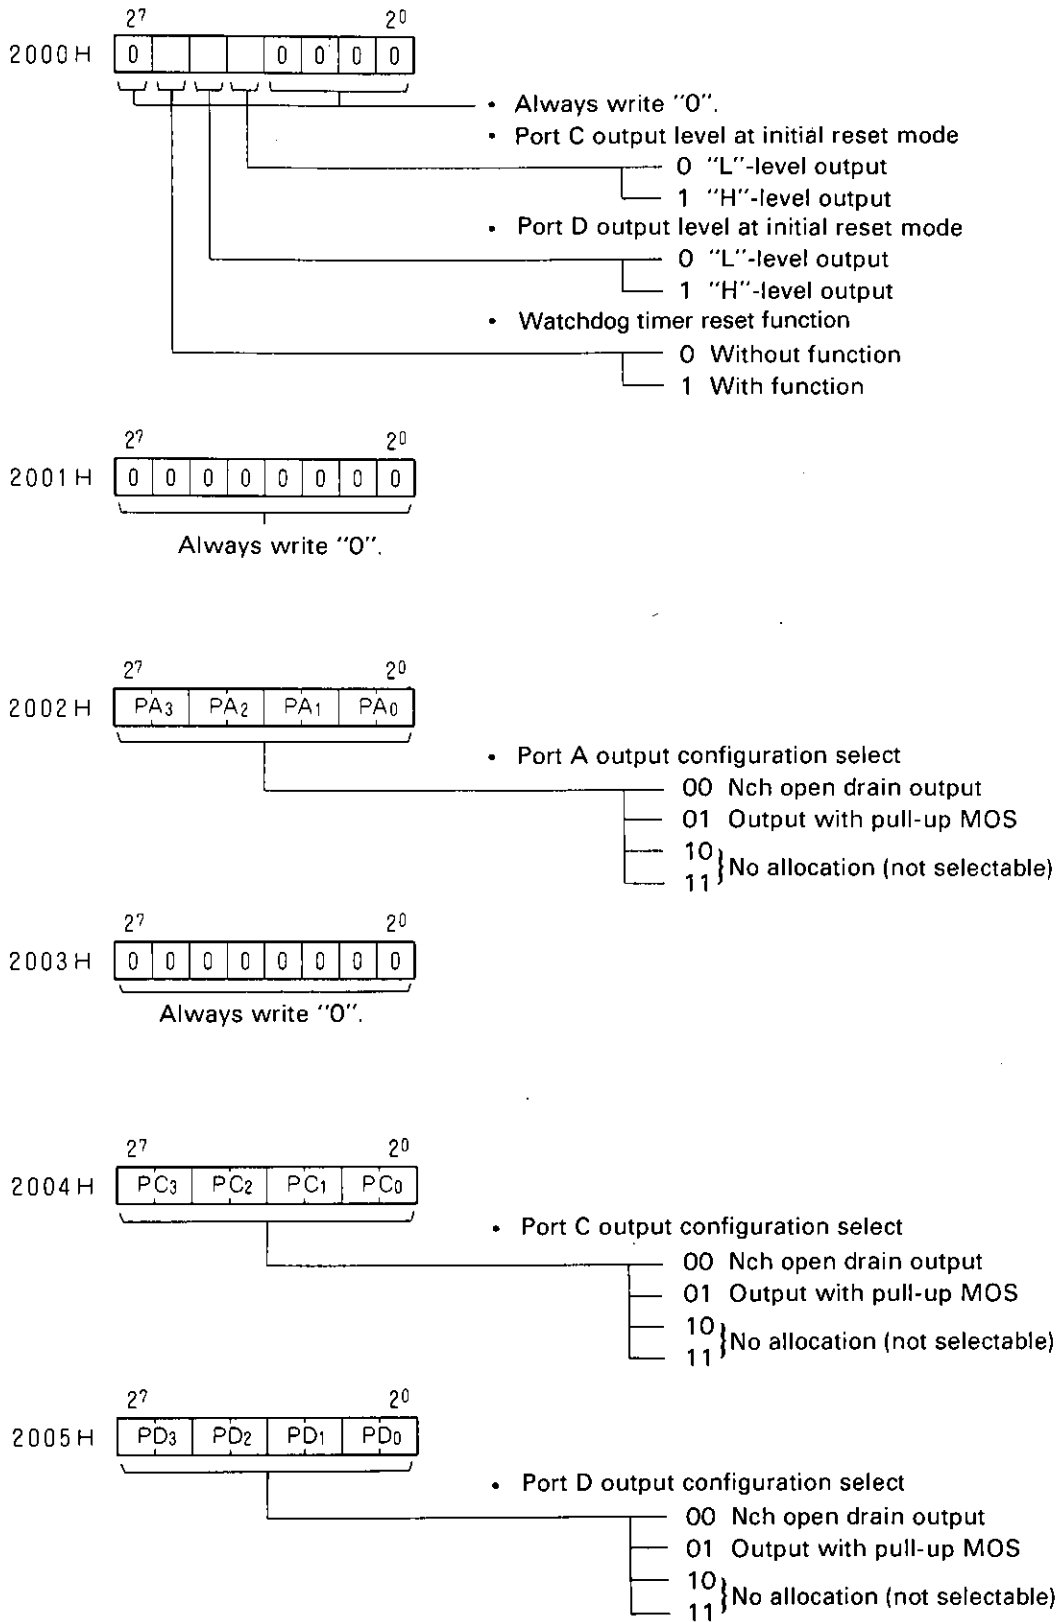 2⁷ 2⁰
2000H 0 0 0 0 0
• Always write "0".
• Port C output level at initial reset mode
0 "L"-level output
1 "H"-level output
• Port D output level at initial reset mode
0 "L"-level output
1 "H"-level output
• Watchdog timer reset function
0 Without function
1 With function
2⁷ 2⁰
2001H 0 0 0 0 0 0 0 0
Always write "0".
2⁷ 2⁰
2002H PA₃ PA₂ PA₁ PA₀
• Port A output configuration select
00 Nch open drain output
01 Output with pull-up MOS
10
11 } No allocation (not selectable)
2⁷ 2⁰
2003H 0 0 0 0 0 0 0 0
Always write "0".
2⁷ 2⁰
2004H PC₃ PC₂ PC₁ PC₀
• Port C output configuration select
00 Nch open drain output
01 Output with pull-up MOS
10
11 } No allocation (not selectable)
2⁷ 2⁰
2005H PD₃ PD₂ PD₁ PD₀
• Port D output configuration select
00 Nch open drain output
01 Output with pull-up MOS
10
11 } No allocation (not selectable)